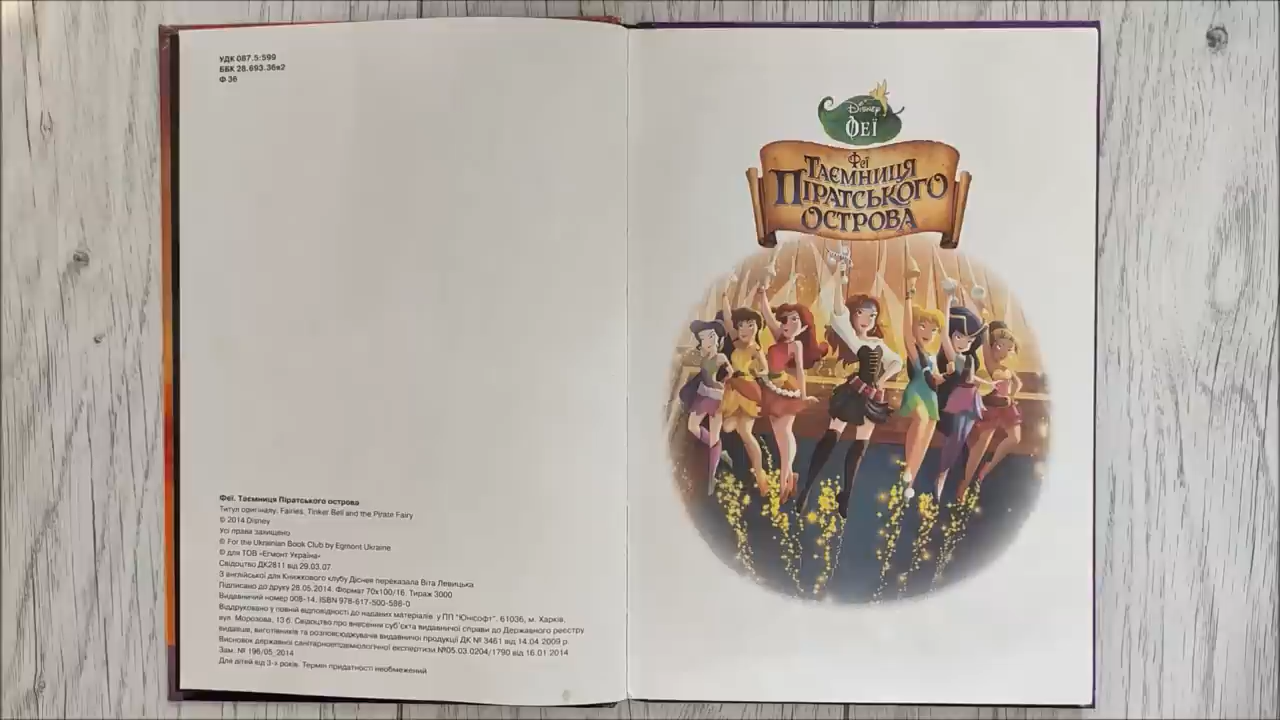 УДК 087.5:599
ББК 28.693.36я2
Ф 36
Феї. Таємниця Піратського острова
Титул оригіналу: Fairies, Tinker Bell and the Pirate Fairy
© 2014 Disney
Усі права захищено
© For the Ukrainian Book Club by Egmont Ukraine
© для ТОВ «Егмонт Україна»
Свідоцтво ДК2811 від 29.03.07
З англійської для Книжкового клубу Діснея переказала Віта Левицька
Підписано до друку 28.05.2014. Формат 70x100/16. Тираж 3000
Видавничий номер 008-14. ISBN 978-617-500-586-0
Віддруковано у повній відповідності до наданих матеріалів у ПП "Юнісофт". 61036, м. Харків,
вул. Морозова, 13 б. Свідоцтво про внесення суб'єкта видавничої справи до Державного реєстру
видавців, виготівників та розповсюджувачів видавничої продукції ДК № 3461 від 14.04.2009 р.
Висновок державної санітарноепідеміологічної експертизи №05.03.0204/1790 від 16.01.2014
Зам. № 196/05_2014
Для дітей від 3-х років. Термін придатності необмежений
Disney
Феї
Феї
Таємниця
Піратського
острова